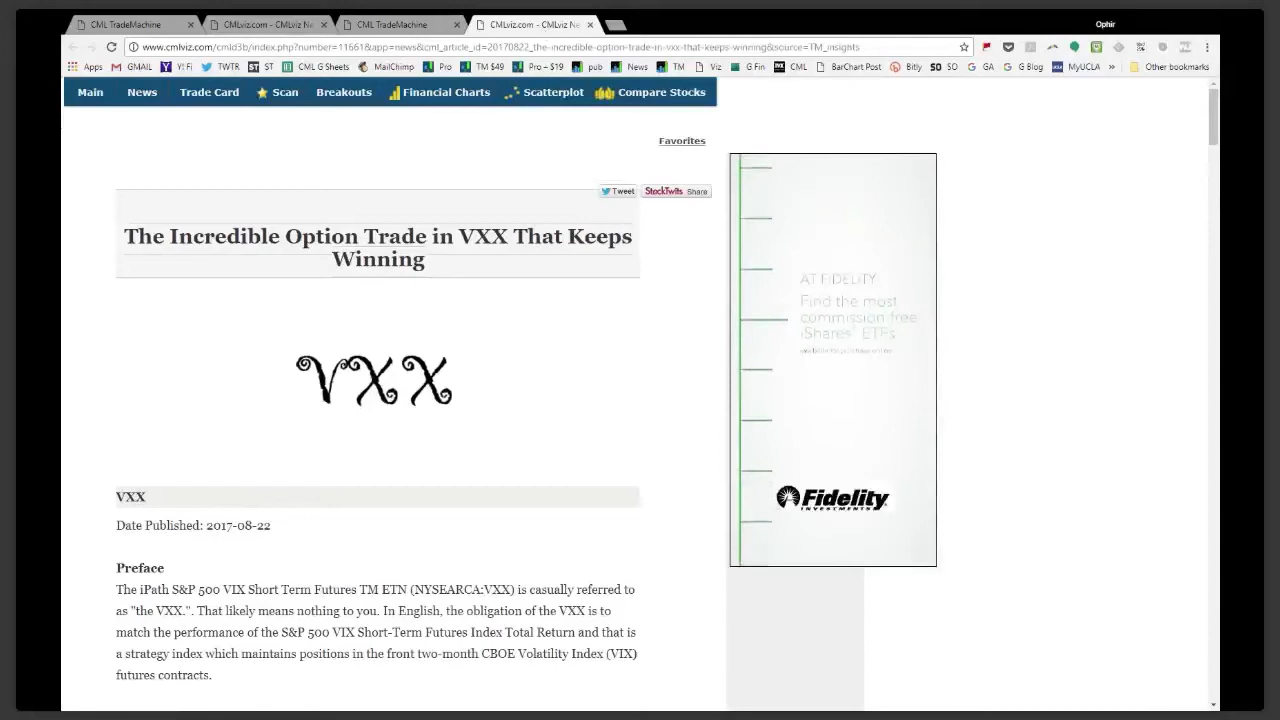 CML TradeMachine
CMLviz.com - CMLviz Ne
CML TradeMachine
CMLviz.com - CMLviz Ne
Ophir
www.cmlviz.com/cmld3b/index.php?number=11661&app=news&cml_article_id=20170822_the-incredible-option-trade-in-vxx-that-keeps-winning&source=TM_insights
Apps GMAIL Y! Fi TWTR ST ST CML G Sheets MailChimp Pro TM $49 Pro – $19 pub News TM Viz G Fin CML BarChart Post Bitly SO SO G GA G Blog MyUCLA » Other bookmarks
Main News Trade Card Scan Breakouts Financial Charts Scatterplot Compare Stocks
Favorites
Tweet StockTwits Share
The Incredible Option Trade in VXX That Keeps
Winning
AT FIDELITY
Find the most
commission free
iShares ETFs
VXX
Fidelity
INVESTMENTS
VXX
Date Published: 2017-08-22
Preface
The iPath S&P 500 VIX Short Term Futures TM ETN (NYSEARCA:VXX) is casually referred to
as "the VXX.". That likely means nothing to you. In English, the obligation of the VXX is to
match the performance of the S&P 500 VIX Short-Term Futures Index Total Return and that is
a strategy index which maintains positions in the front two-month CBOE Volatility Index (VIX)
futures contracts.